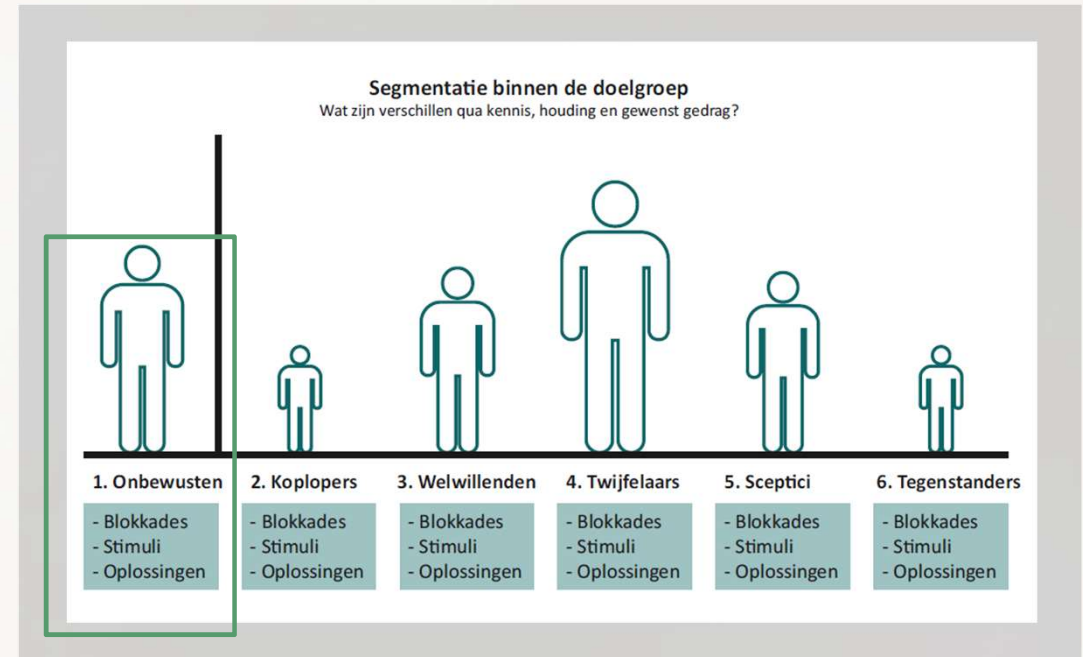 Segmentatie binnen de doelgroep
Wat zijn verschillen qua kennis, houding en gewenst gedrag?
1. Onbewusten
- Blokkades
- Stimuli
- Oplossingen
2. Koplopers
- Blokkades
- Stimuli
- Oplossingen
3. Welwillenden
- Blokkades
- Stimuli
- Oplossingen
4. Twijfelaars
- Blokkades
- Stimuli
- Oplossingen
5. Sceptici
- Blokkades
- Stimuli
- Oplossingen
6. Tegenstanders
- Blokkades
- Stimuli
- Oplossingen